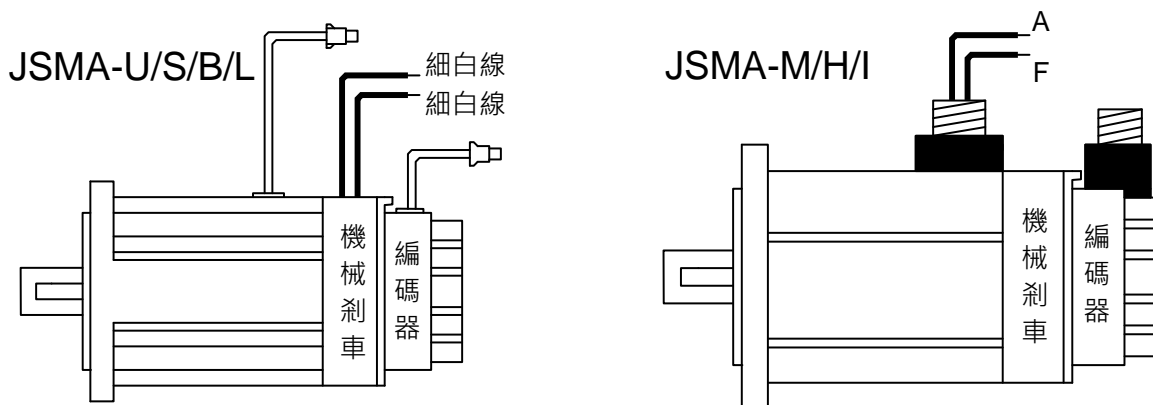 JSMA-U/S/B/L
細白線
細白線
機械剎車
編碼器
JSMA-M/H/I
A
F
機械剎車
編碼器